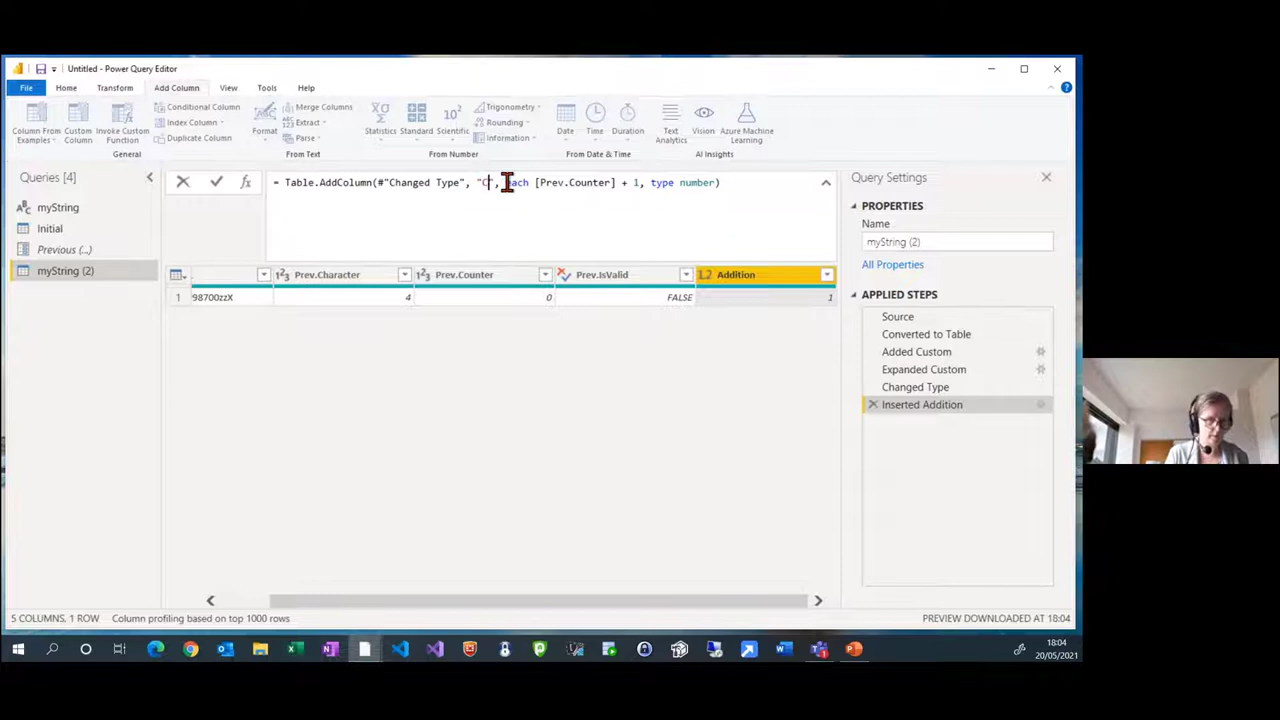 Untitled - Power Query Editor
File Home Transform Add Column View Tools Help
Column From Examples Custom Column Invoke Custom Function
Conditional Column
Index Column
Duplicate Column
General
Format
Merge Columns
Extract
Parse
From Text
Statistics Standard Scientific
10²
Trigonometry
Rounding
Information
From Number
Date Time Duration
From Date & Time
Text Analytics Vision Azure Machine Learning
AI Insights
Queries [4]
myString
Initial
Previous (...)
myString (2)
= Table.AddColumn(#"Changed Type", "C", each [Prev.Counter] + 1, type number)
1²3 Prev.Character 1²3 Prev.Counter Prev.IsValid 1.2 Addition
1 98700zzX 4 0 FALSE 1
Query Settings
PROPERTIES
Name
myString (2)
All Properties
APPLIED STEPS
Source
Converted to Table
Added Custom
Expanded Custom
Changed Type
Inserted Addition
5 COLUMNS, 1 ROW Column profiling based on top 1000 rows PREVIEW DOWNLOADED AT 18:04
18:04
20/05/2021